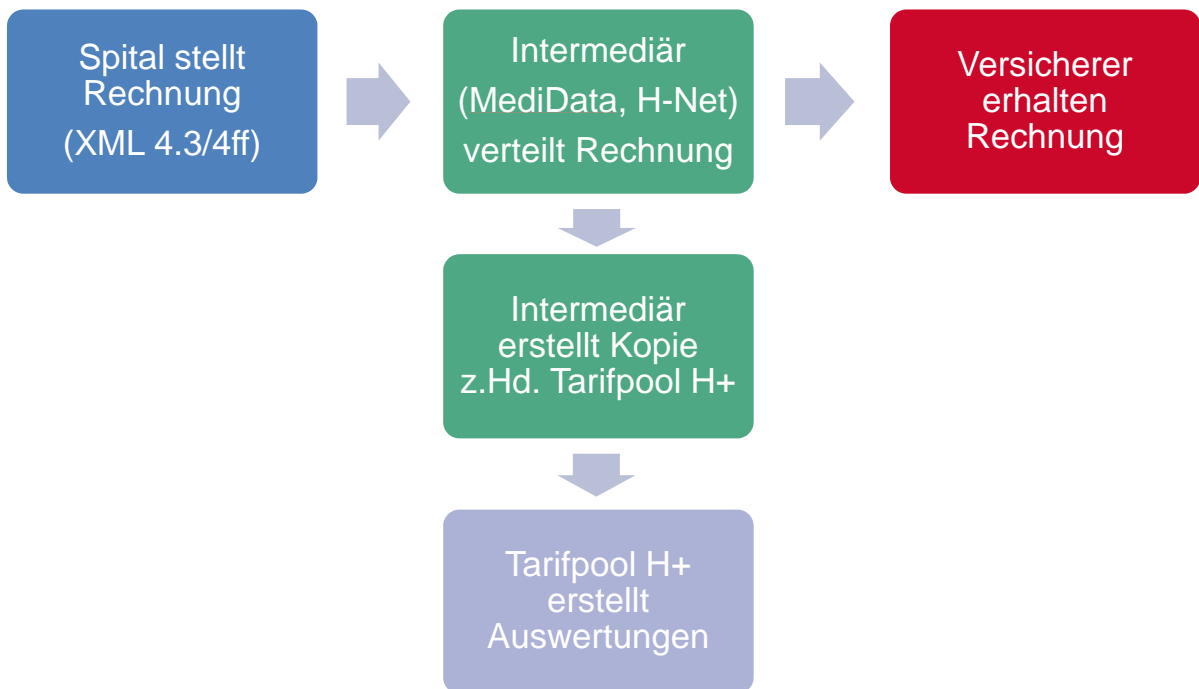 Spital stellt
Rechnung
(XML 4.3/4ff)
Intermediär
(MediData, H-Net)
verteilt Rechnung
Versicherer
erhalten
Rechnung
Intermediär
erstellt Kopie
z.Hd. Tarifpool H+
Tarifpool H+
erstellt
Auswertungen